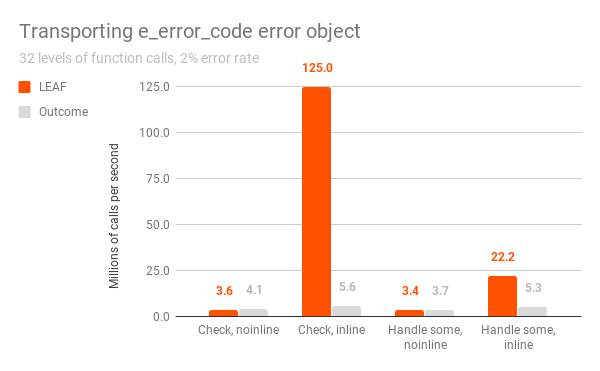 Transporting e_error_code error object
32 levels of function calls, 2% error rate
LEAF
Outcome
Millions of calls per second
125.0
100.0
75.0
50.0
25.0
0.0
3.6
4.1
125.0
5.6
3.4
3.7
22.2
5.3
Check, noinline
Check, inline
Handle some,
noinline
Handle some,
inline